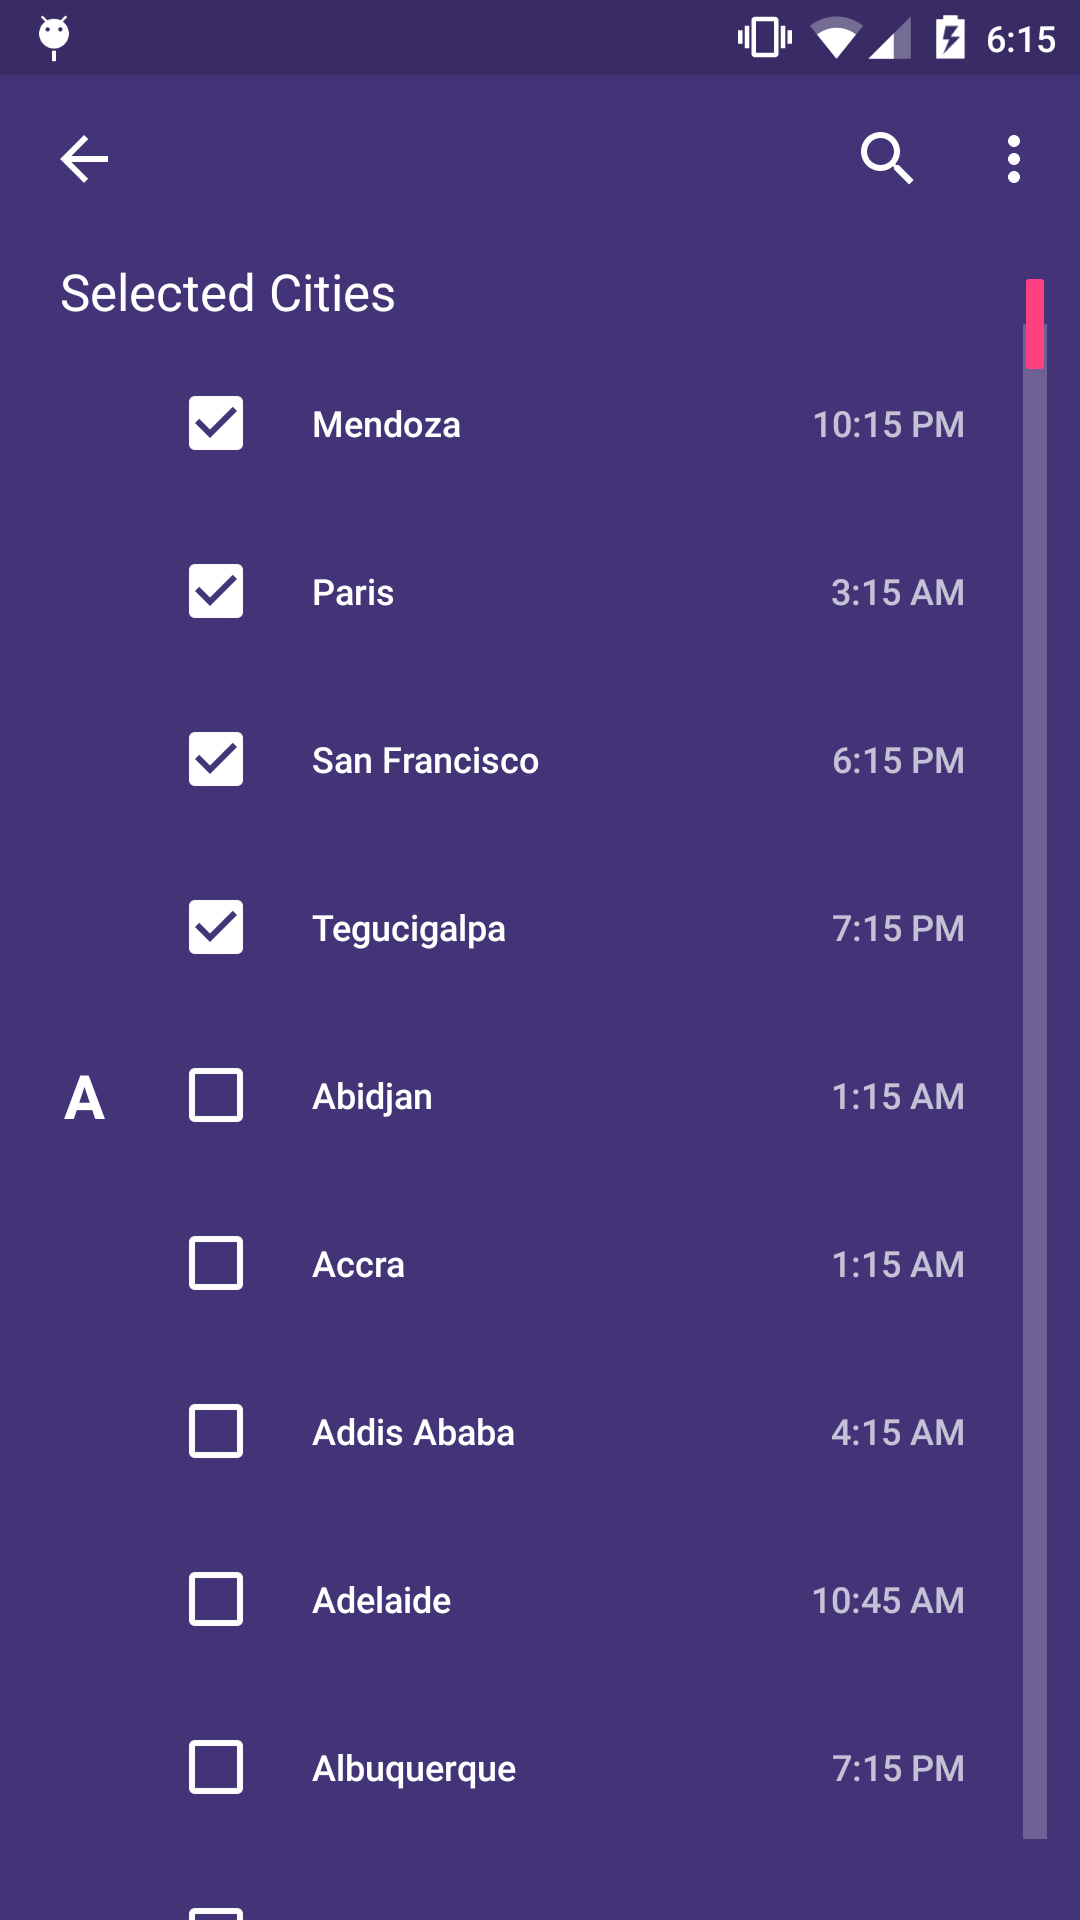 6:15
Selected Cities
Mendoza 10:15 PM
Paris 3:15 AM
San Francisco 6:15 PM
Tegucigalpa 7:15 PM
A Abidjan 1:15 AM
Accra 1:15 AM
Addis Ababa 4:15 AM
Adelaide 10:45 AM
Albuquerque 7:15 PM